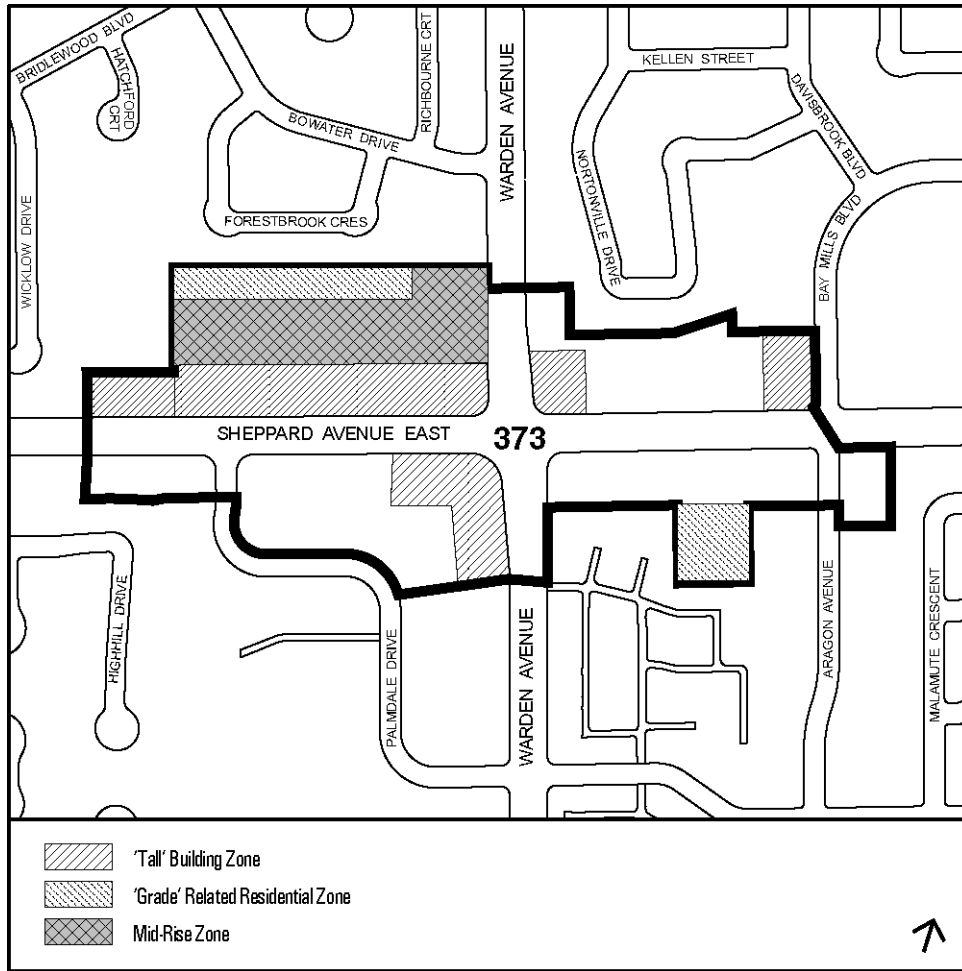 BRIDLEWOOD BLVD
HATCHFORD
CRT
BOWATER DRIVE
RICHBOURNE CRT
WARDEN AVENUE
KELLEN STREET
DAVISBROOK BLVD
NORTONVILLE DRIVE
FORESTBROOK CRES
WICKLOW DRIVE
BAY MILLS BLVD
SHEPPARD AVENUE EAST
373
HIGHHILL DRIVE
PALMDALE DRIVE
WARDEN AVENUE
ARAGON AVENUE
MALAMUTE CRESCENT
'Tall' Building Zone
'Grade' Related Residential Zone
Mid-Rise Zone